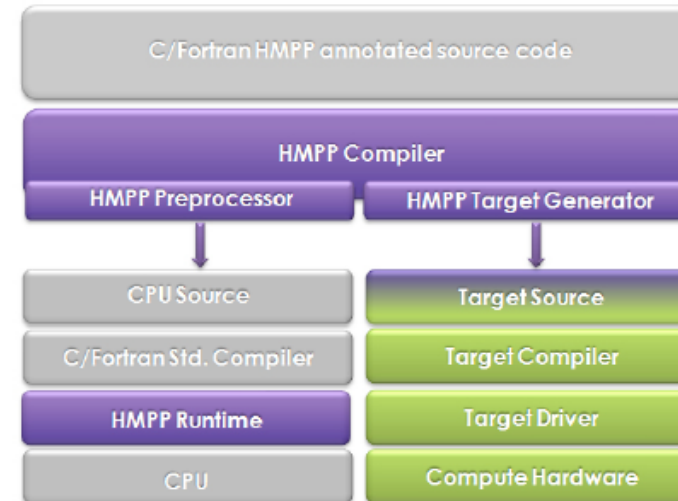 C/Fortran HMPP annotated source code
HMPP Compiler
HMPP Preprocessor
HMPP Target Generator
CPU Source
Target Source
C/Fortran Std. Compiler
Target Compiler
HMPP Runtime
Target Driver
CPU
Compute Hardware